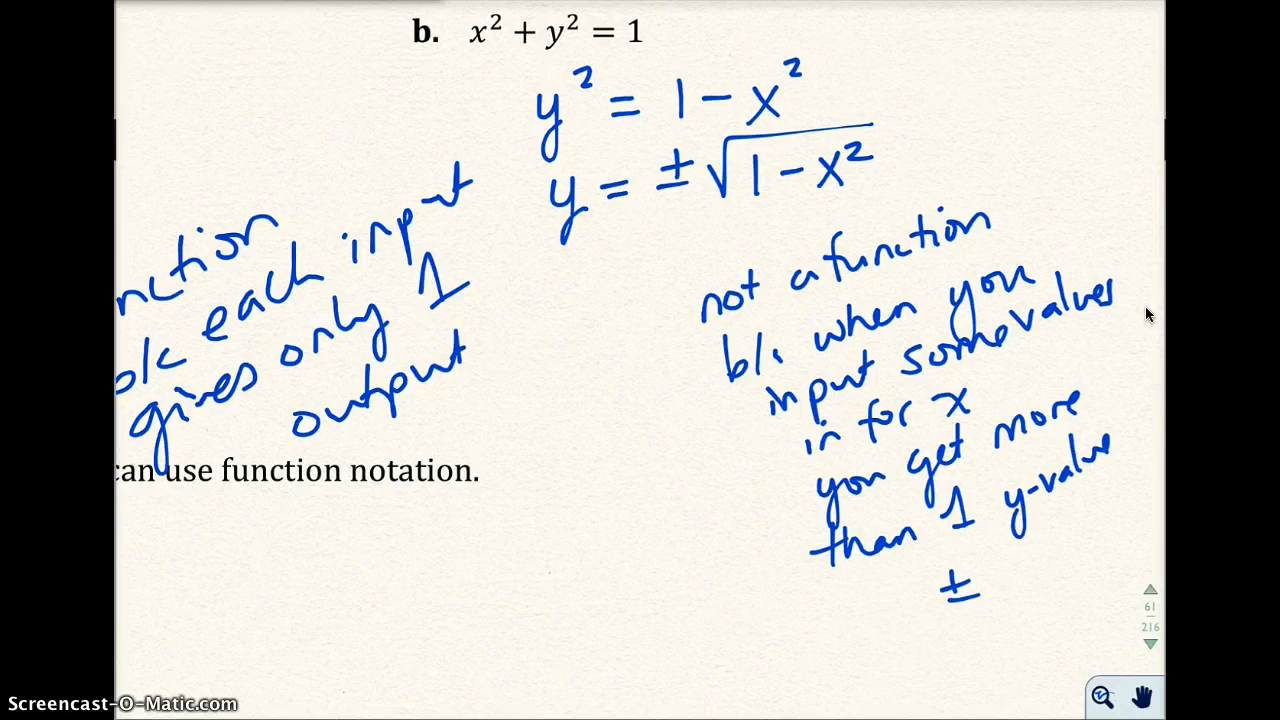 b. x² + y² = 1
y² = 1 - x²
y = ± √1 - x²
nction
b/c each input
gives only 1
output
not a function
b/c when you
input some values
in for x
you get more
than 1 y-value
±
can use function notation.
61
216
Screencast-O-Matic.com